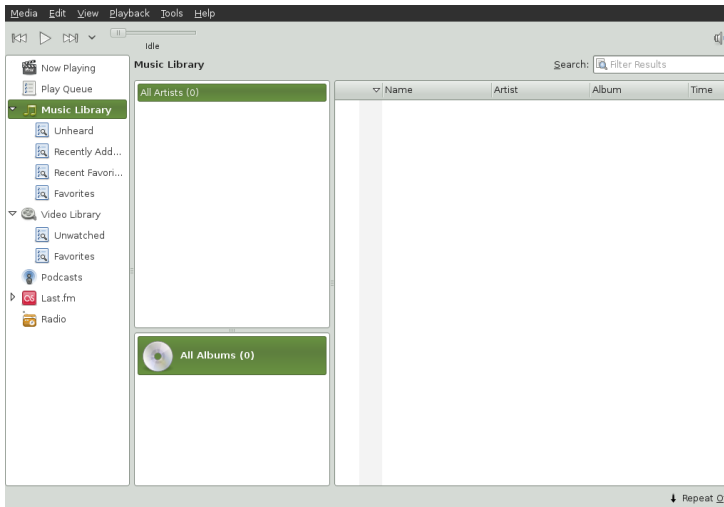 Media Edit View Playback Tools Help
Idle
Now Playing
Play Queue
Music Library
Unheard
Recently Add...
Recent Favori...
Favorites
Video Library
Unwatched
Favorites
Podcasts
Last.fm
Radio
Music Library
Search: Filter Results
All Artists (0)
All Albums (0)
Name Artist Album Time
Repeat